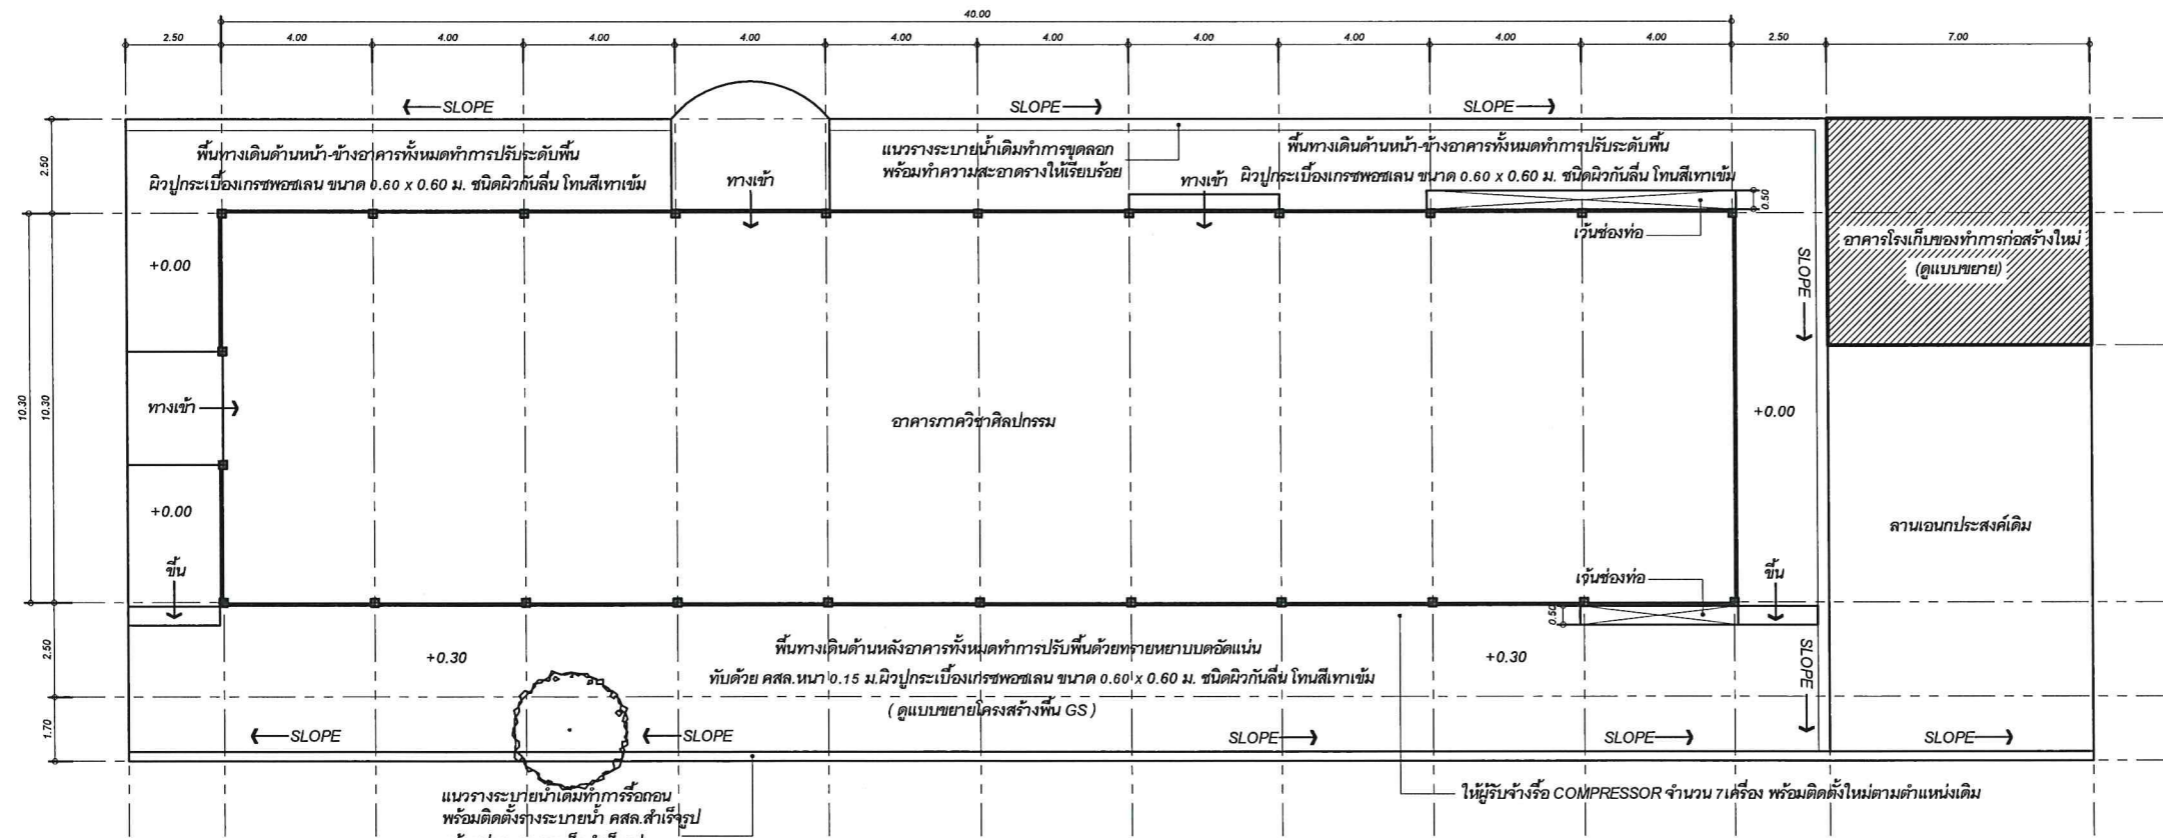 40.00
2.50 4.00 4.00 4.00 4.00 4.00 4.00 4.00 4.00 4.00 4.00 2.50 7.00
SLOPE SLOPE SLOPE
2.50
พื้นทางเดินด้านหน้า-ข้างอาคารทั้งหมดทำการปรับระดับพื้น
ผิวปูกระเบื้องเกรซพอซเลน ขนาด 0.60 x 0.60 ม. ชนิดผิวกันลื่น โทนสีเทาเข้ม
ทางเข้า
แนวรางระบายน้ำเดิมทำการขุดลอก
พร้อมทำความสะอาดรางให้เรียบร้อย
ทางเข้า
พื้นทางเดินด้านหน้า-ข้างอาคารทั้งหมดทำการปรับระดับพื้น
ผิวปูกระเบื้องเกรซพอซเลน ขนาด 0.60 x 0.60 ม. ชนิดผิวกันลื่น โทนสีเทาเข้ม
0.50
เว้นช่องท่อ
อาคารโรงเก็บของทำการก่อสร้างใหม่
(ดูแบบขยาย)
+0.00
SLOPE
10.30
10.30
ทางเข้า
อาคารภาควิชาศิลปกรรม
+0.00
+0.00
ลานเอนกประสงค์เดิม
ขึ้น
เว้นช่องท่อ
ขึ้น
0.50
2.50
+0.30
พื้นทางเดินด้านหลังอาคารทั้งหมดทำการปรับพื้นด้วยทรายหยาบบดอัดแน่น
ทับด้วย คสล.หนา 0.15 ม.ผิวปูกระเบื้องเกรซพอซเลน ขนาด 0.60 x 0.60 ม. ชนิดผิวกันลื่น โทนสีเทาเข้ม
( ดูแบบขยายโครงสร้างพื้น GS )
+0.30
SLOPE
1.70
SLOPE SLOPE SLOPE SLOPE SLOPE
แนวรางระบายน้ำเดิมทำการรื้อถอน
พร้อมติดตั้งรางระบายน้ำ คสล.สำเร็จรูป
ให้ผู้รับจ้างรื้อ COMPRESSOR จำนวน 7เครื่อง พร้อมติดตั้งใหม่ตามตำแหน่งเดิม